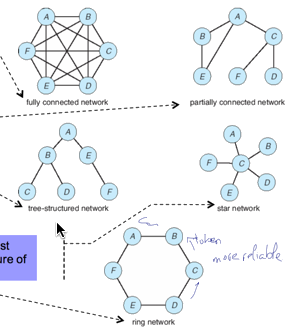 A B F C E D
fully connected network
A B C E F D
partially connected network
A
B E
C D F
tree-structured network
A B F C D E
star network
st
ure of
A B
token
more reliable
F C
E D
ring network